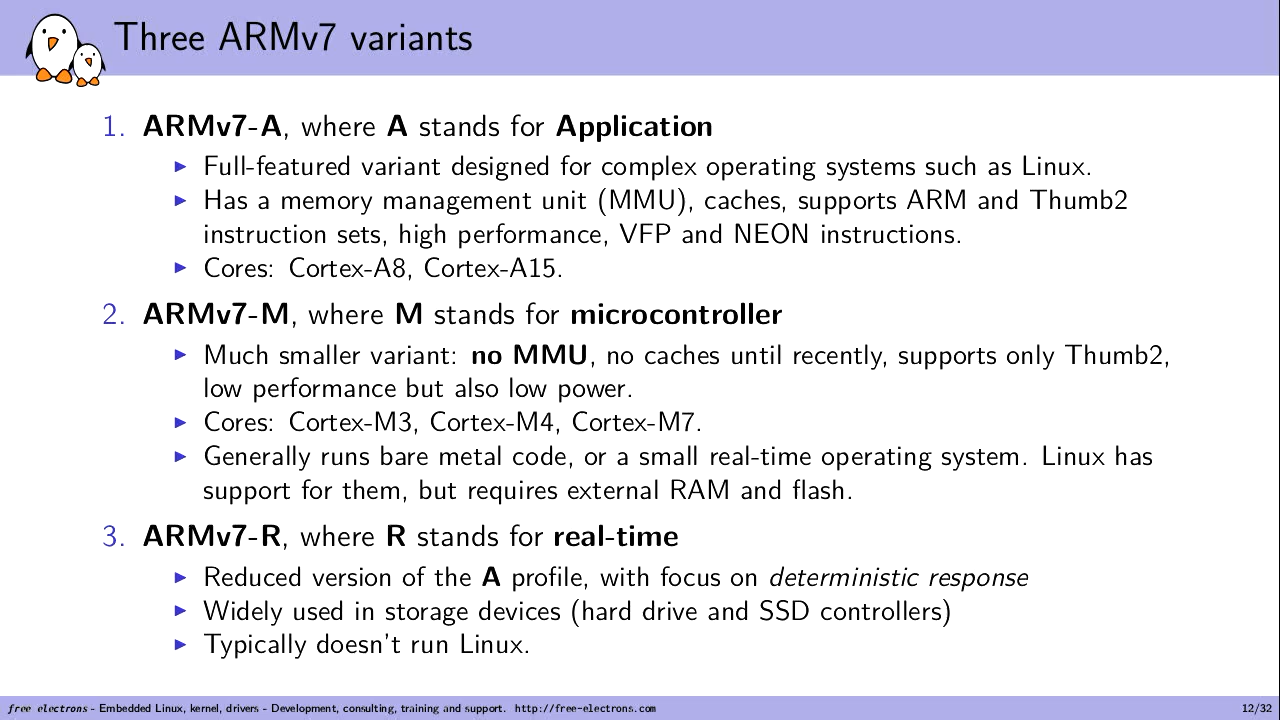 Three ARMv7 variants
1. ARMv7-A, where A stands for Application
▶ Full-featured variant designed for complex operating systems such as Linux.
▶ Has a memory management unit (MMU), caches, supports ARM and Thumb2
instruction sets, high performance, VFP and NEON instructions.
▶ Cores: Cortex-A8, Cortex-A15.
2. ARMv7-M, where M stands for microcontroller
▶ Much smaller variant: no MMU, no caches until recently, supports only Thumb2,
low performance but also low power.
▶ Cores: Cortex-M3, Cortex-M4, Cortex-M7.
▶ Generally runs bare metal code, or a small real-time operating system. Linux has
support for them, but requires external RAM and flash.
3. ARMv7-R, where R stands for real-time
▶ Reduced version of the A profile, with focus on deterministic response
▶ Widely used in storage devices (hard drive and SSD controllers)
▶ Typically doesn't run Linux.
free electrons - Embedded Linux, kernel, drivers - Development, consulting, training and support. http://free-electrons.com 12/32